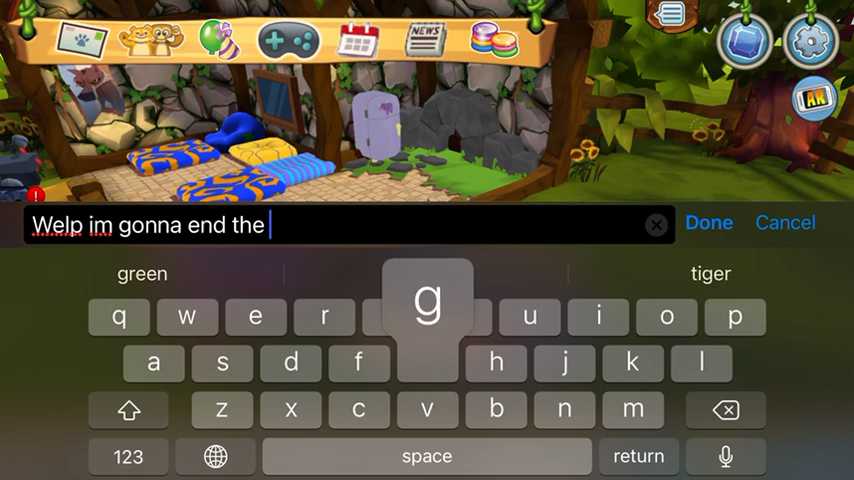 NEWS
AR
!
Welp im gonna end the
Done
Cancel
green
tiger
g
q w e r u i o p
a s d f h j k l
z x c v b n m
123
space
return